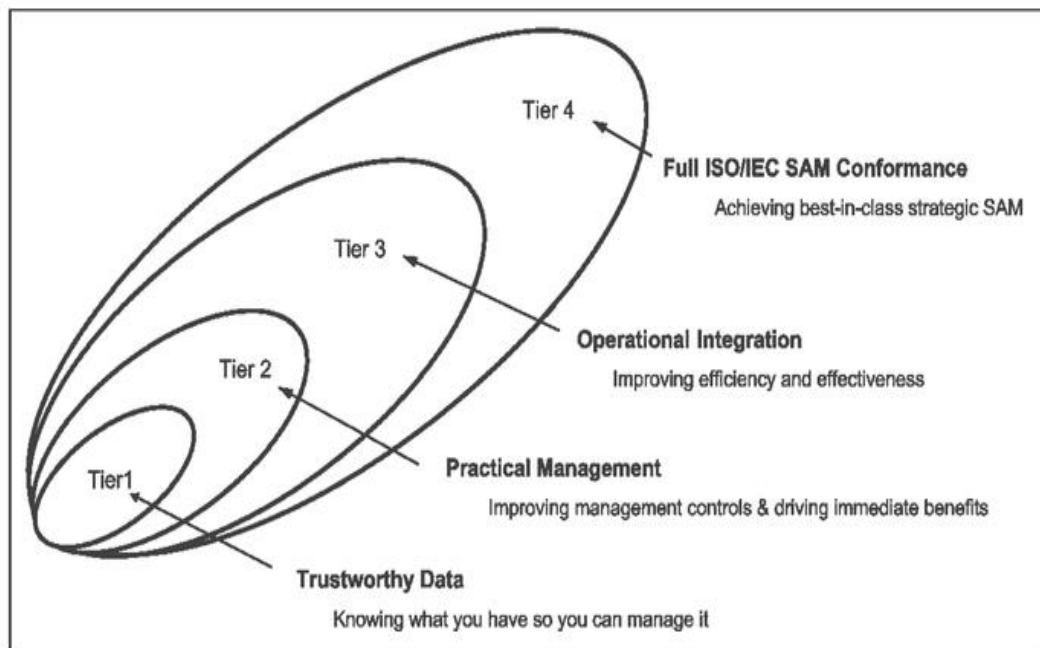 Tier 4
Full ISO/IEC SAM Conformance
Achieving best-in-class strategic SAM
Tier 3
Operational Integration
Improving efficiency and effectiveness
Tier 2
Practical Management
Improving management controls & driving immediate benefits
Tier1
Trustworthy Data
Knowing what you have so you can manage it